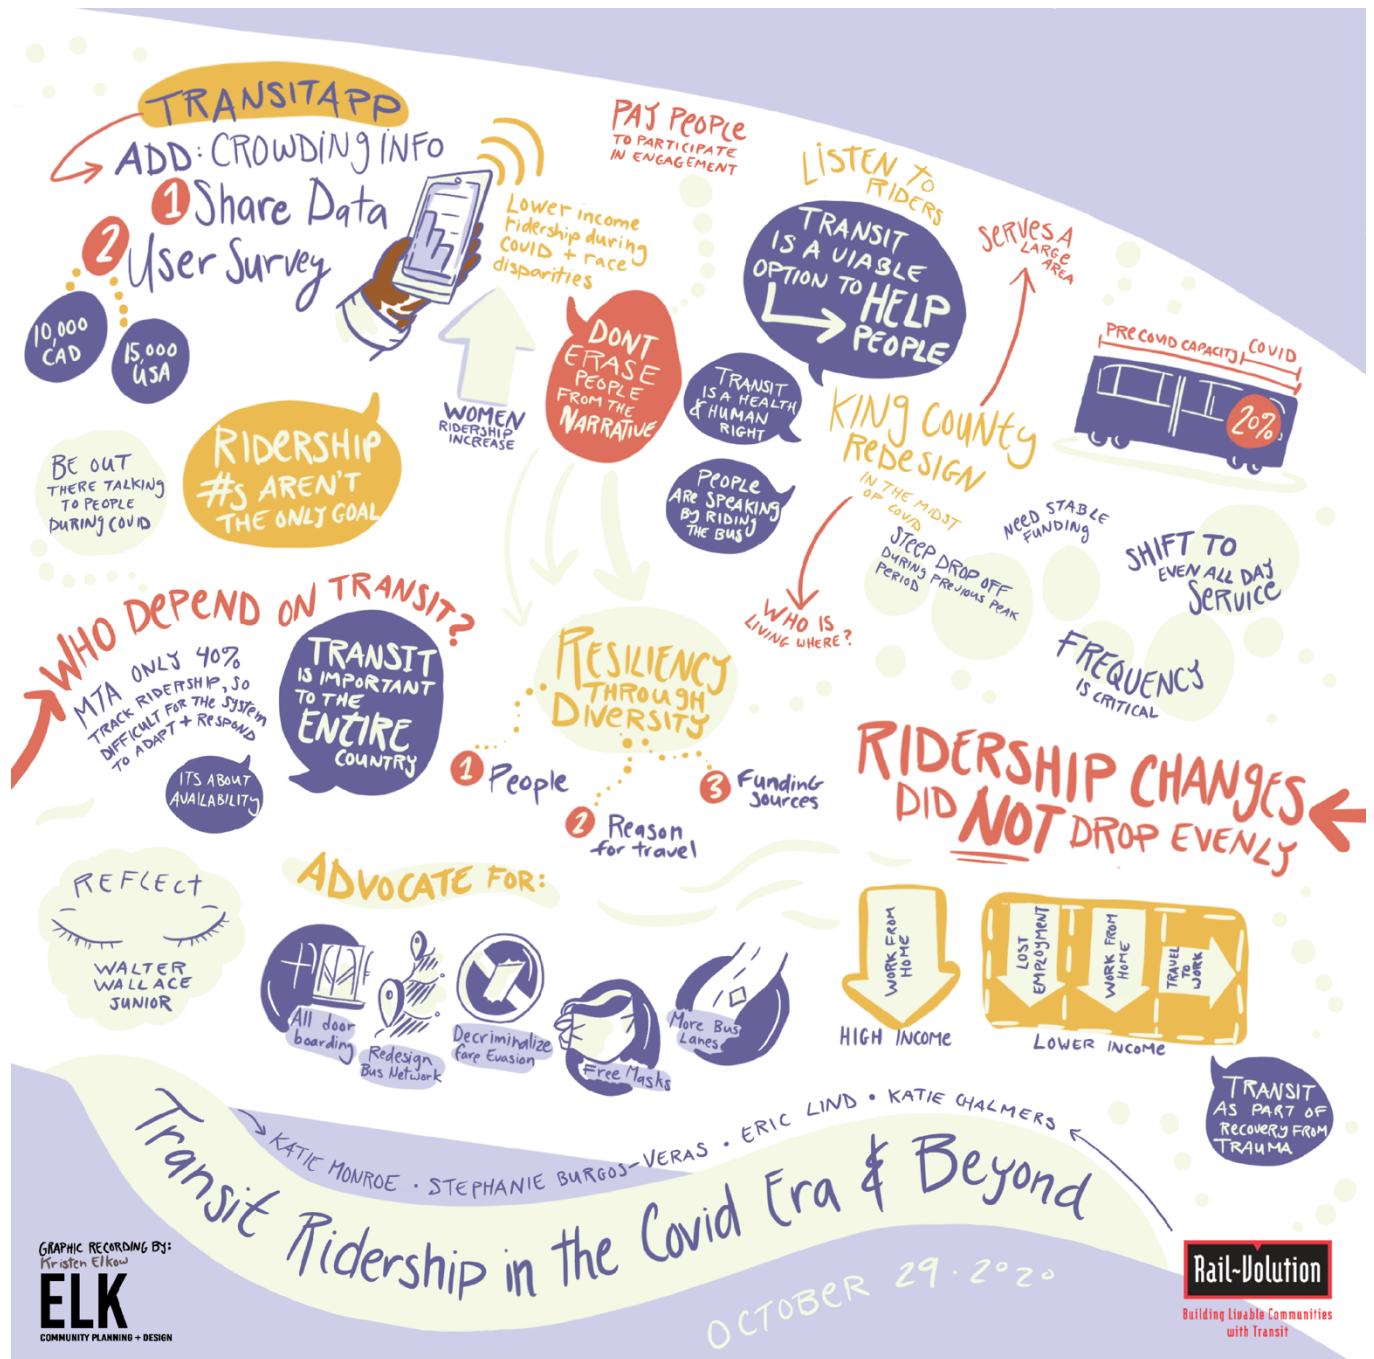 TRANSITAPP
ADD: CROWDING INFO
1 Share Data
2 User Survey
10,000
CAD
15,000
USA
Lower income
ridership during
COVID + race
disparities
WOMEN
RIDERSHIP
INCREASE
PAY PEOPLE
TO PARTICIPATE
IN ENGAGEMENT
DONT
ERASE
PEOPLE
FROM THE
NARRATIVE
LISTEN TO
RIDERS
TRANSIT
IS A VIABLE
OPTION TO HELP
PEOPLE
TRANSIT
IS A HEALTH
& HUMAN
RIGHT
PEOPLE
ARE SPEAKING
BY RIDING
THE BUS
SERVES A
LARGE
AREA
KING COUNTY
REDESIGN
IN THE MIDST
OF COVID
PRE COVID CAPACITY
COVID
20%
RIDERSHIP
#S AREN'T
THE ONLY GOAL
BE OUT
THERE TALKING
TO PEOPLE
DURING COVID
STEEP DROP OFF
DURING PREVIOUS PEAK
PERIOD
NEED STABLE
FUNDING
SHIFT TO
EVEN ALL DAY
SERVICE
FREQUENCY
IS CRITICAL
WHO IS
LIVING WHERE?
WHO DEPEND ON TRANSIT?
MTA ONLY 40%
TRACK RIDERTSHIP, SO
DIFFICULT FOR THE SYSTEM
TO ADAPT + RESPOND
ITS ABOUT
AVAILABILITY
TRANSIT
IS IMPORTANT
TO THE
ENTIRE
COUNTRY
RESILIENCY
THROUGH
DIVERSITY
1 People
2 Reason
for travel
3 Funding
Sources
RIDERSHIP CHANGES
DID NOT DROP EVENLY
WORK FROM
HOME
HIGH INCOME
LOST
EMPLOYMENT
WORK FROM
HOME
TRAVEL
TO
WORK
LOWER INCOME
TRANSIT
AS PART OF
RECOVERY FROM
TRAUMA
REFLECT
WALTER
WALLACE
JUNIOR
ADVOCATE FOR:
All door
boarding
Redesign
Bus Network
Decriminalize
fare Evasion
Free Masks
More Bus
Lanes
KATIE MONROE · STEPHANIE BURGOS-VERAS · ERIC LIND · KATIE CHALMERS
Transit Ridership in the Covid Era & Beyond
OCTOBER 29 · 2020
GRAPHIC RECORDING BY:
Kristen Elkow
ELK
COMMUNITY PLANNING + DESIGN
Rail~Volution
Building Livable Communities
with Transit